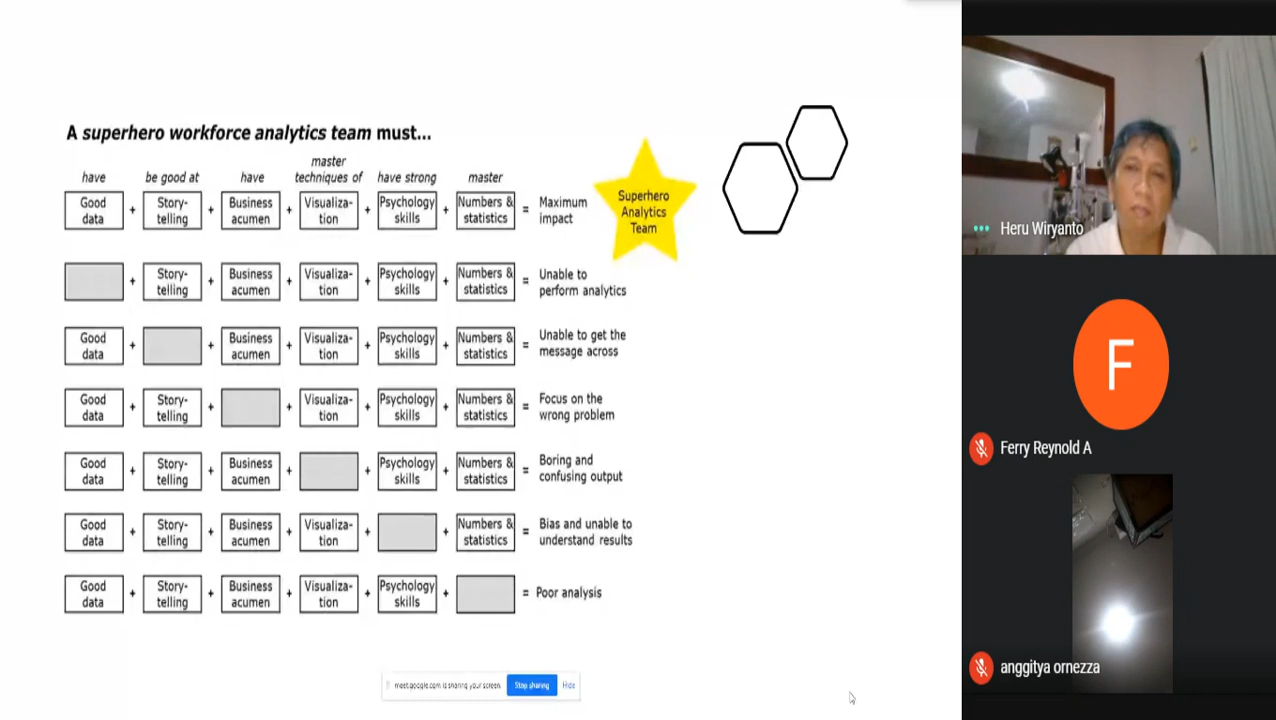 A superhero workforce analytics team must...
master
have be good at have techniques of have strong master
Good Story- Business Visualiza- Psychology Numbers & Maximum
data + telling + acumen + tion + skills + statistics = impact
Superhero
Analytics
Team
Story- Business Visualiza- Psychology Numbers & Unable to
+ telling + acumen + tion + skills + statistics = perform analytics
Good Business Visualiza- Psychology Numbers & Unable to get the
data + + acumen + tion + skills + statistics = message across
Good Story- Visualiza- Psychology Numbers & Focus on the
data + telling + + tion + skills + statistics = wrong problem
Good Story- Business Psychology Numbers & Boring and
data + telling + acumen + + skills + statistics = confusing output
Good Story- Business Visualiza- Numbers & Bias and unable to
data + telling + acumen + tion + + statistics = understand results
Good Story- Business Visualiza- Psychology
data + telling + acumen + tion + skills + = Poor analysis
meet.google.com is sharing your screen. Stop sharing Hide
Heru Wiryanto
F
Ferry Reynold A
anggitya ornezza